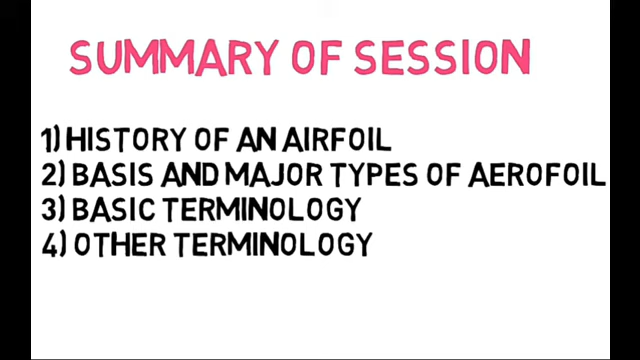 SUMMARY OF SESSION
1) HISTORY OF AN AIRFOIL
2) BASIS AND MAJOR TYPES OF AEROFOIL
3) BASIC TERMINOLOGY
4) OTHER TERMINOLOGY